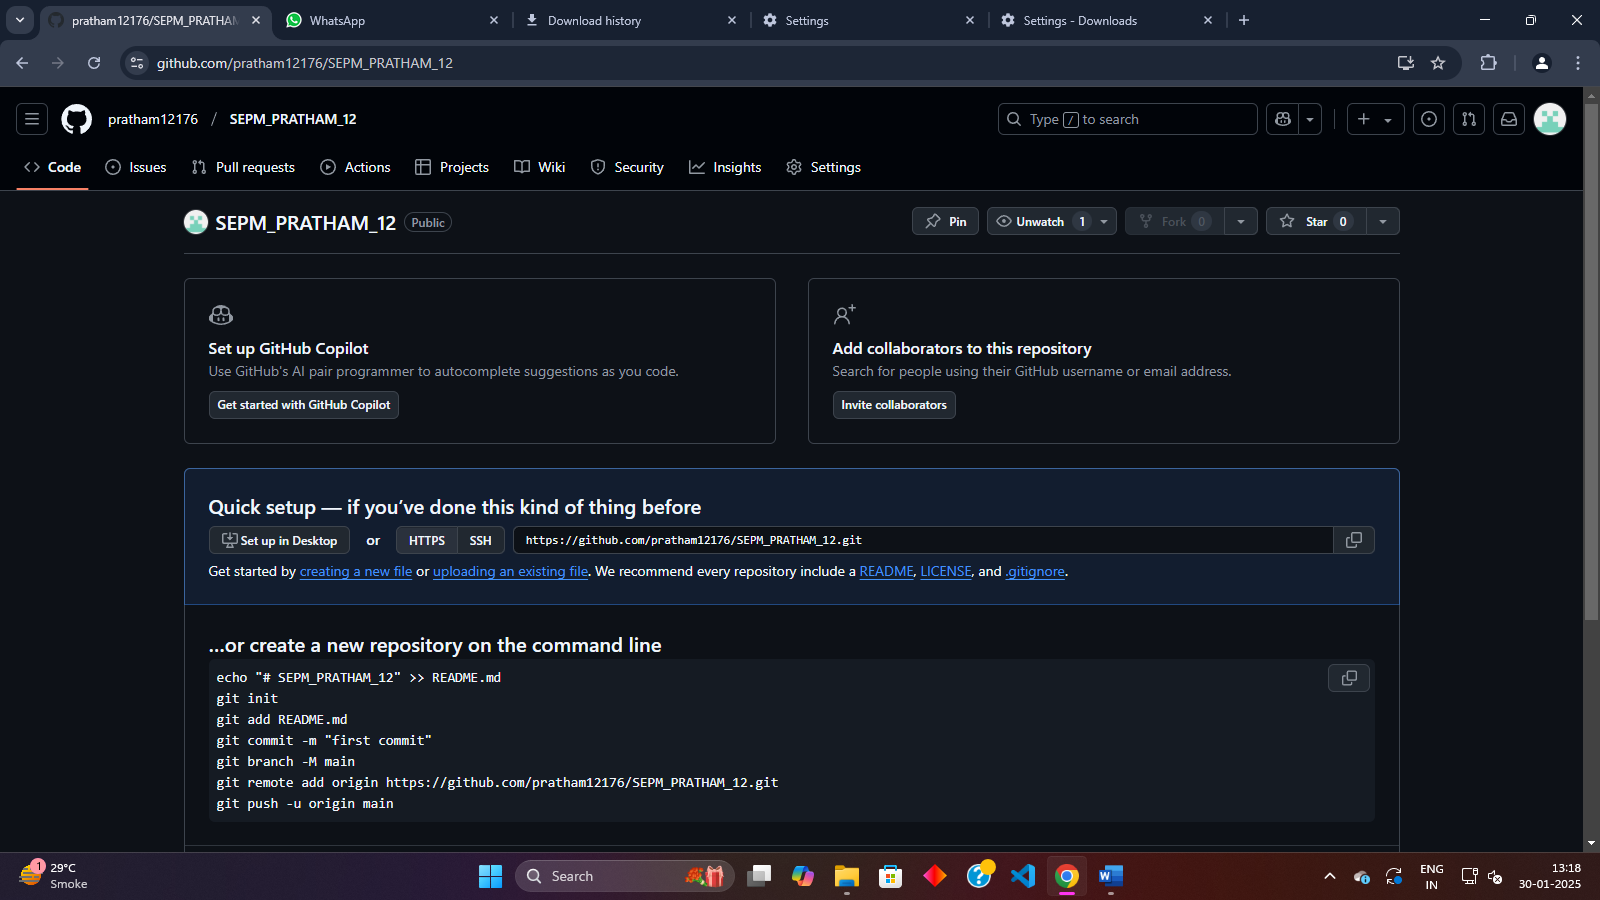 pratham12176/SEPM_PRATHAM
WhatsApp
Download history
Settings
Settings - Downloads
github.com/pratham12176/SEPM_PRATHAM_12
pratham12176 / SEPM_PRATHAM_12
Type / to search
Code
Issues
Pull requests
Actions
Projects
Wiki
Security
Insights
Settings
SEPM_PRATHAM_12 Public
Pin
Unwatch 1
Fork 0
Star 0
Set up GitHub Copilot
Use GitHub's AI pair programmer to autocomplete suggestions as you code.
Get started with GitHub Copilot
Add collaborators to this repository
Search for people using their GitHub username or email address.
Invite collaborators
Quick setup — if you’ve done this kind of thing before
Set up in Desktop or HTTPS SSH https://github.com/pratham12176/SEPM_PRATHAM_12.git
Get started by creating a new file or uploading an existing file. We recommend every repository include a README, LICENSE, and .gitignore.
…or create a new repository on the command line
echo "# SEPM_PRATHAM_12" >> README.md
git init
git add README.md
git commit -m "first commit"
git branch -M main
git remote add origin https://github.com/pratham12176/SEPM_PRATHAM_12.git
git push -u origin main
1
29°C
Smoke
Search
ENG
IN
13:18
30-01-2025